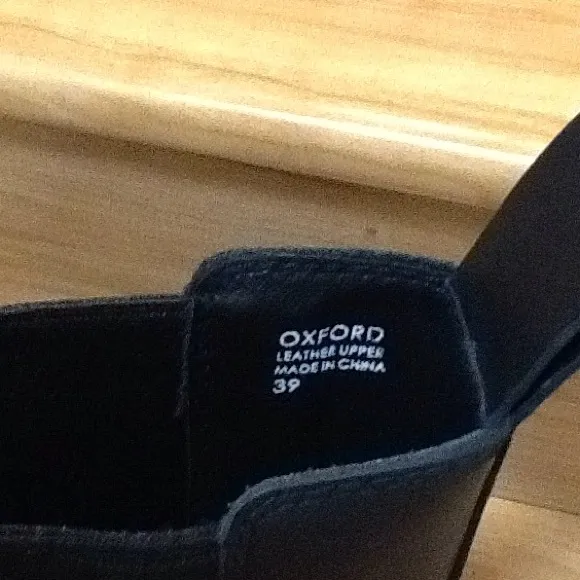 OXFORD
LEATHER UPPER
MADE IN CHINA
39